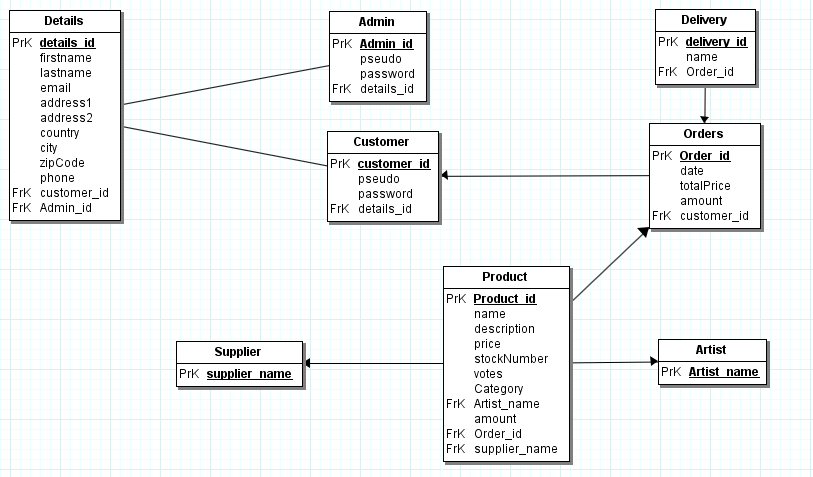 Details
PrK details_id
firstname
lastname
email
address1
address2
country
city
zipCode
phone
FrK customer_id
FrK Admin_id
Admin
PrK Admin_id
pseudo
password
FrK details_id
Delivery
PrK delivery_id
name
FrK Order_id
Customer
PrK customer_id
pseudo
password
FrK details_id
Orders
PrK Order_id
date
totalPrice
amount
FrK customer_id
Product
PrK Product_id
name
description
price
stockNumber
votes
Category
FrK Artist_name
amount
FrK Order_id
FrK supplier_name
Supplier
PrK supplier_name
Artist
PrK Artist_name